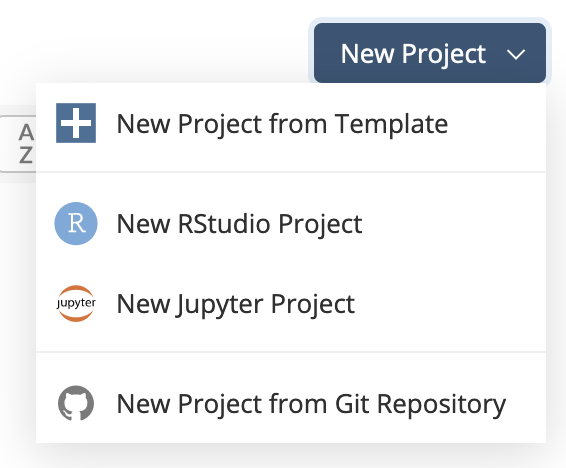 New Project
A
Z
New Project from Template
R
New RStudio Project
jupyter
New Jupyter Project
New Project from Git Repository